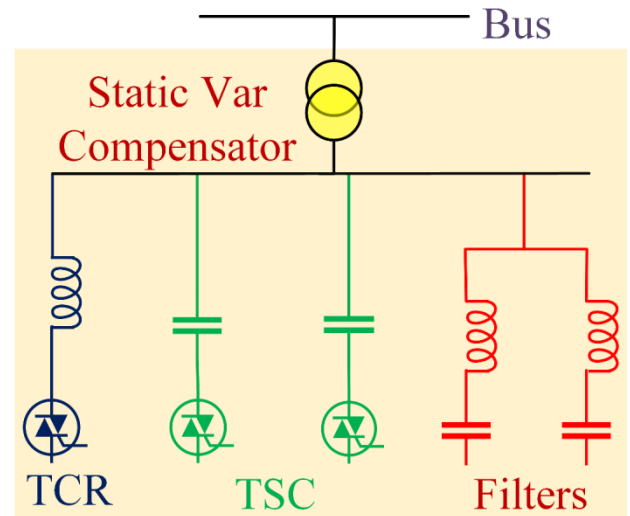 Bus
Static Var
Compensator
TCR
TSC
Filters